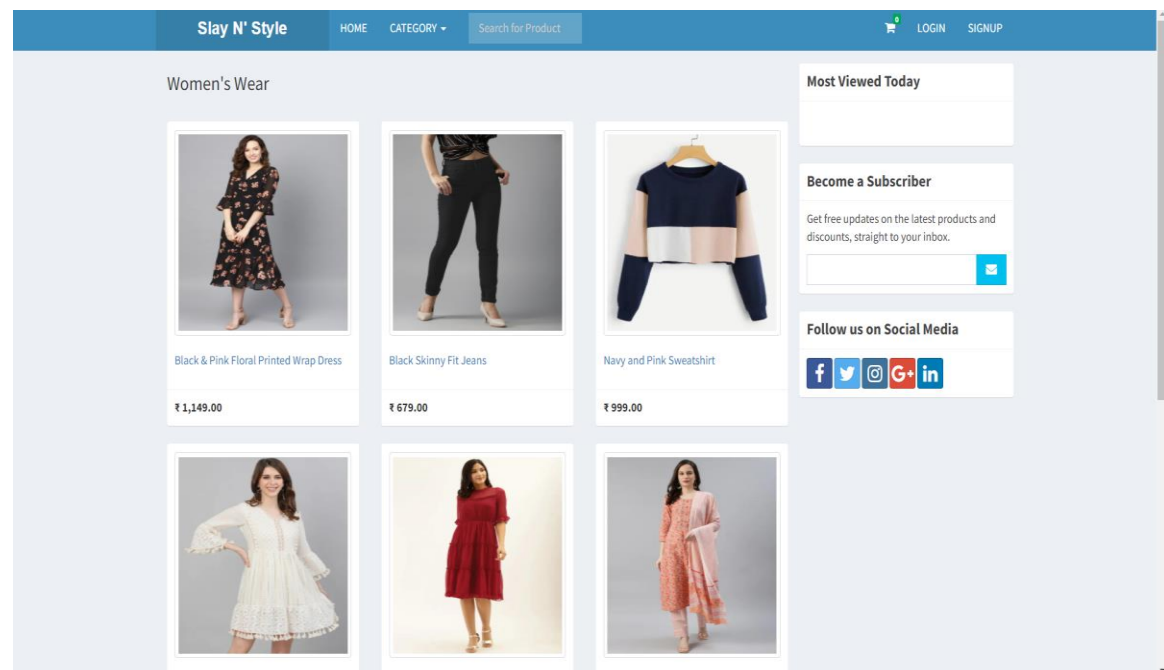 Slay N' Style
HOME
CATEGORY
Search for Product
0
LOGIN
SIGNUP
Women's Wear
Black & Pink Floral Printed Wrap Dress
₹ 1,149.00
Black Skinny Fit Jeans
₹ 679.00
Navy and Pink Sweatshirt
₹ 999.00
Most Viewed Today
Become a Subscriber
Get free updates on the latest products and
discounts, straight to your inbox.
Follow us on Social Media
f
G+
in